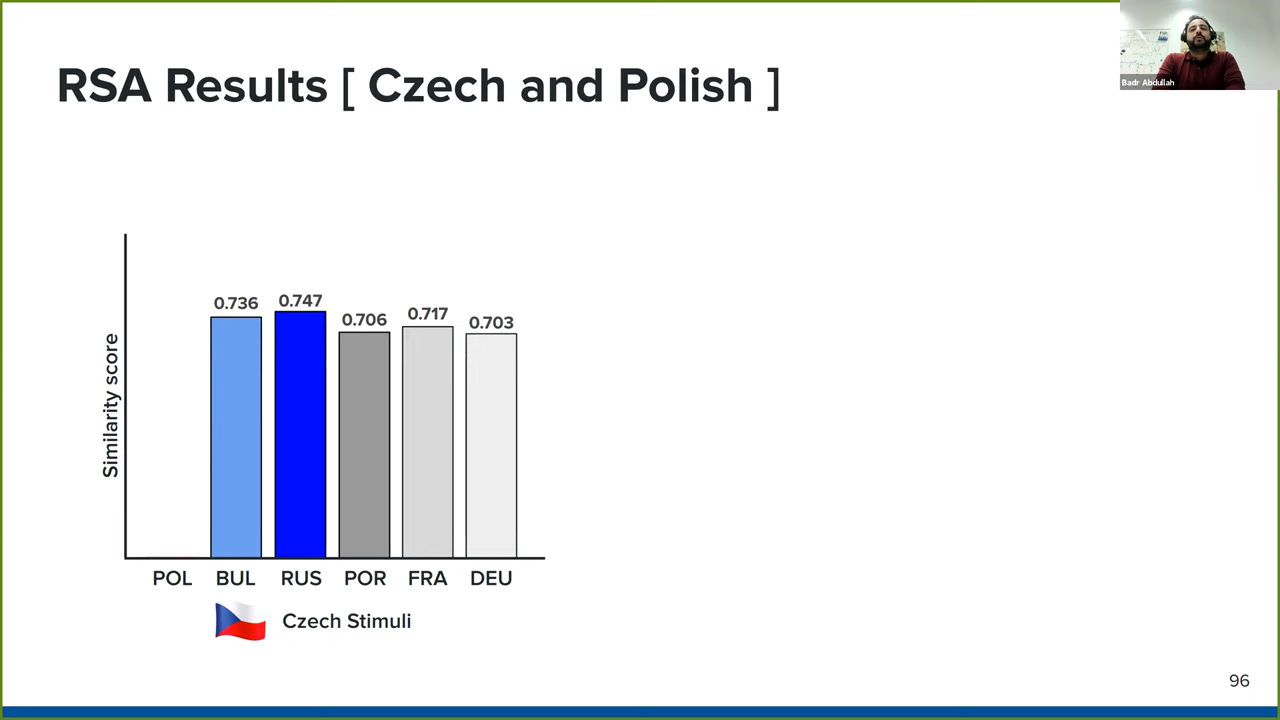 RSA Results [ Czech and Polish ]
Badr Abdullah
0.736
0.747
0.706
0.717
0.703
Similarity score
POL BUL RUS POR FRA DEU
Czech Stimuli
96